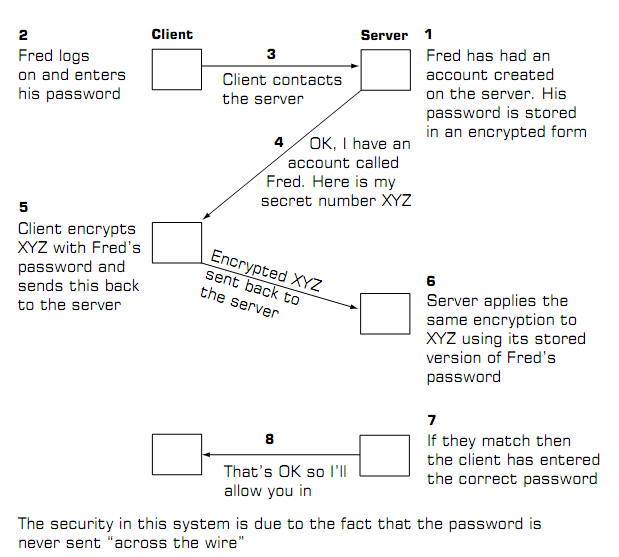 2
Fred logs
on and enters
his password
Client
3
Client contacts
the server
Server
1
Fred has had an
account created
on the server. His
password is stored
in an encrypted form
4 OK, I have an
account called
Fred. Here is my
secret number XYZ
5
Client encrypts
XYZ with Fred's
password and
sends this back
to the server
Encrypted XYZ
sent back to
the server
6
Server applies the
same encryption to
XYZ using its stored
version of Fred's
password
7
If they match then
the client has entered
the correct password
8
That's OK so I'll
allow you in
The security in this system is due to the fact that the password is
never sent “across the wire”